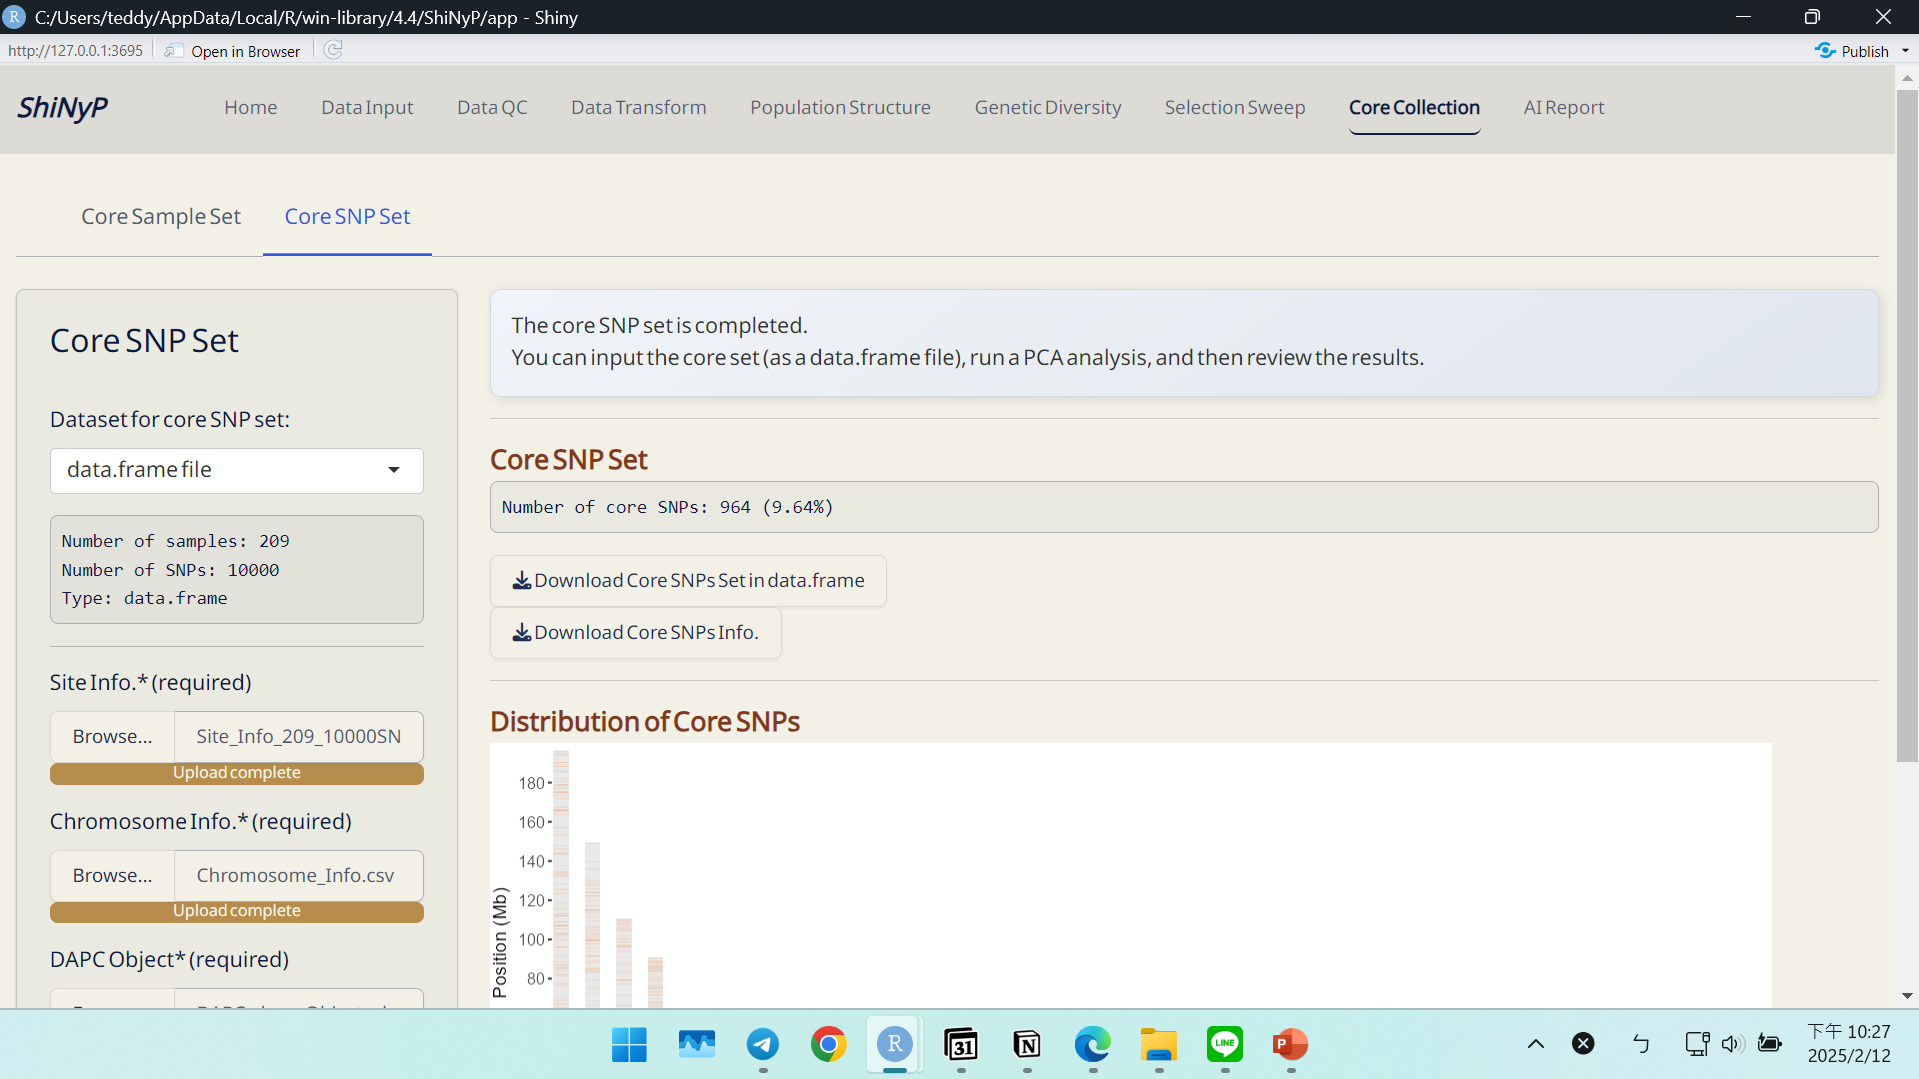 C:/Users/teddy/AppData/Local/R/win-library/4.4/ShiNyP/app - Shiny
http://127.0.0.1:3695 Open in Browser Publish
ShiNyP Home Data Input Data QC Data Transform Population Structure Genetic Diversity Selection Sweep Core Collection AI Report
Core Sample Set Core SNP Set
Core SNP Set
Dataset for core SNP set:
data.frame file
Number of samples: 209
Number of SNPs: 10000
Type: data.frame
Site Info.* (required)
Browse... Site_Info_209_10000SN
Upload complete
Chromosome Info.* (required)
Browse... Chromosome_Info.csv
Upload complete
DAPC Object* (required)
The core SNP set is completed.
You can input the core set (as a data.frame file), run a PCA analysis, and then review the results.
Core SNP Set
Number of core SNPs: 964 (9.64%)
Download Core SNPs Set in data.frame
Download Core SNPs Info.
Distribution of Core SNPs
180
160
140
120
100
80
Position (Mb)
R
31
N
R
LINE
P
ㄅ
下午 10:27
2025/2/12